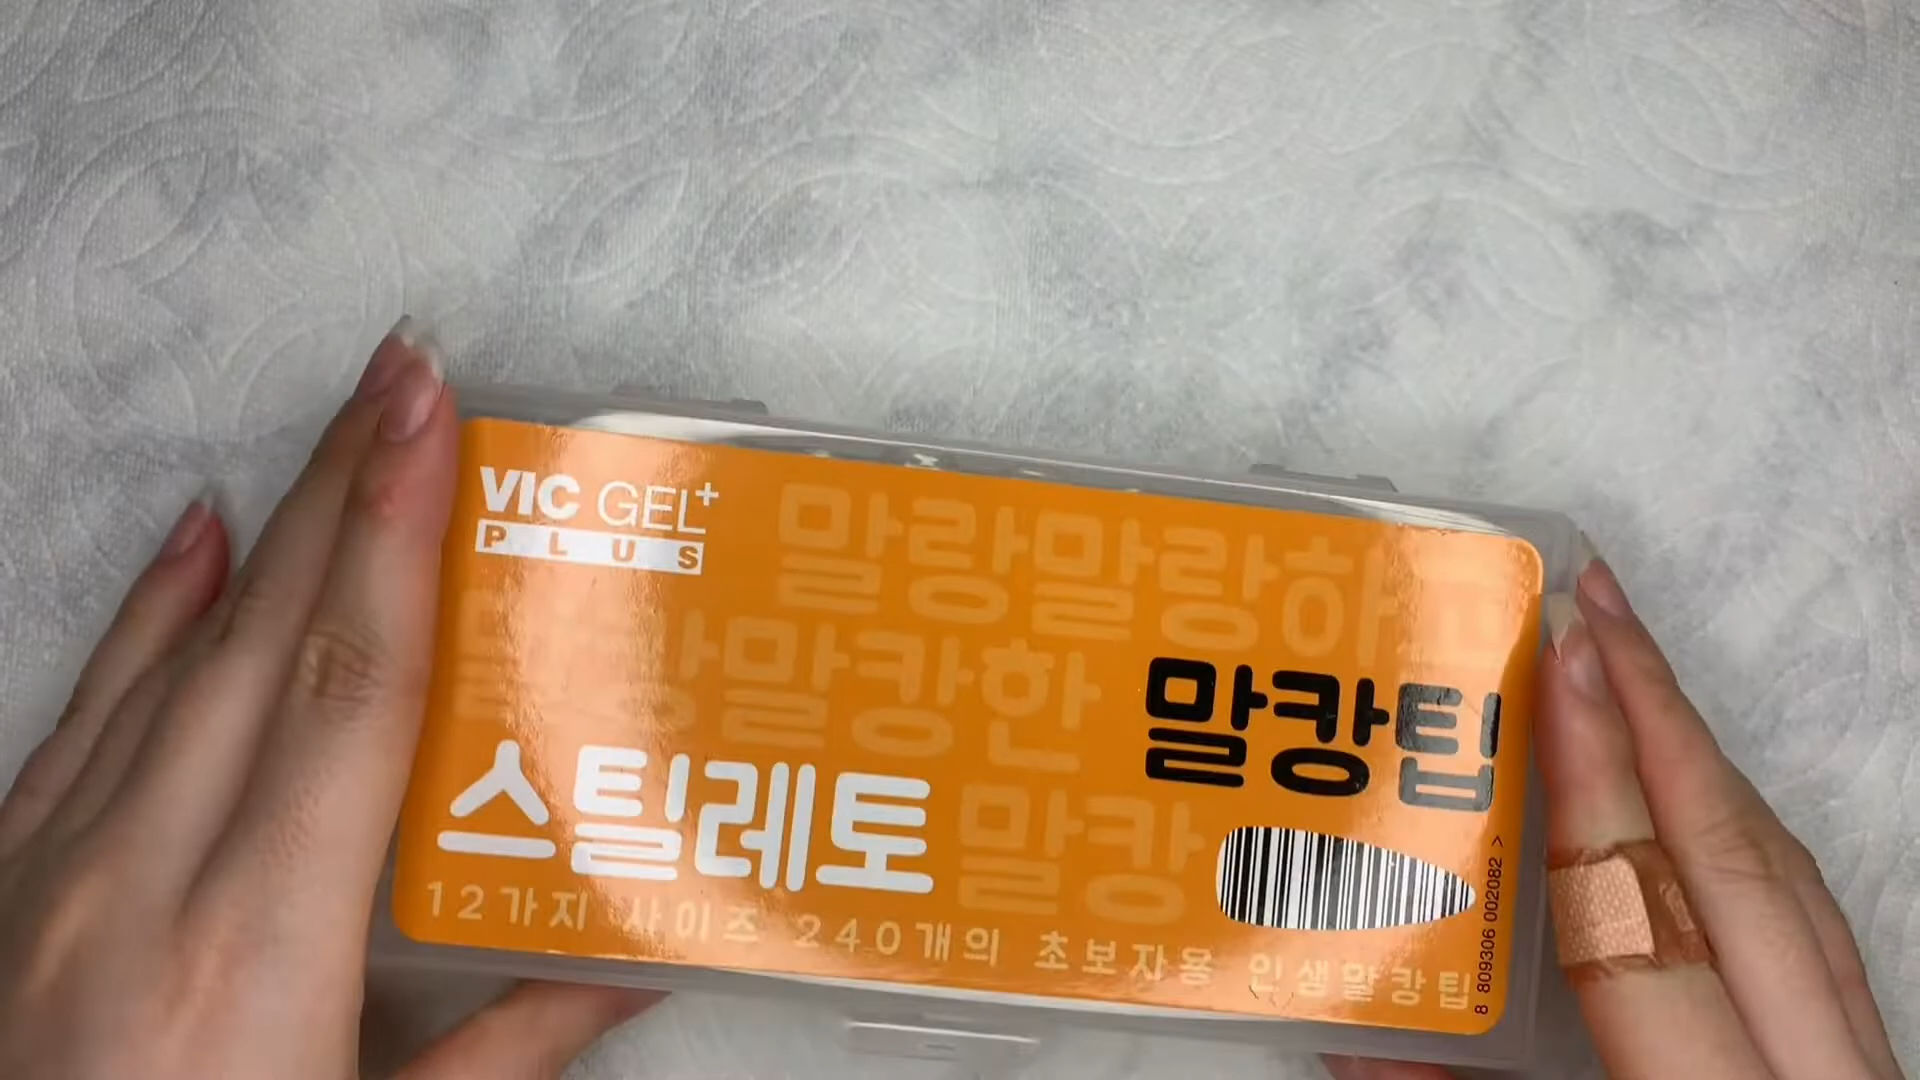 VIC GEL+
PLUS
말랑말랑하고
말캉말캉한
말캉팁
스틸레토 말캉
12가지 사이즈 240개의 초보자용 인생말캉팁
8 809306 002082 >